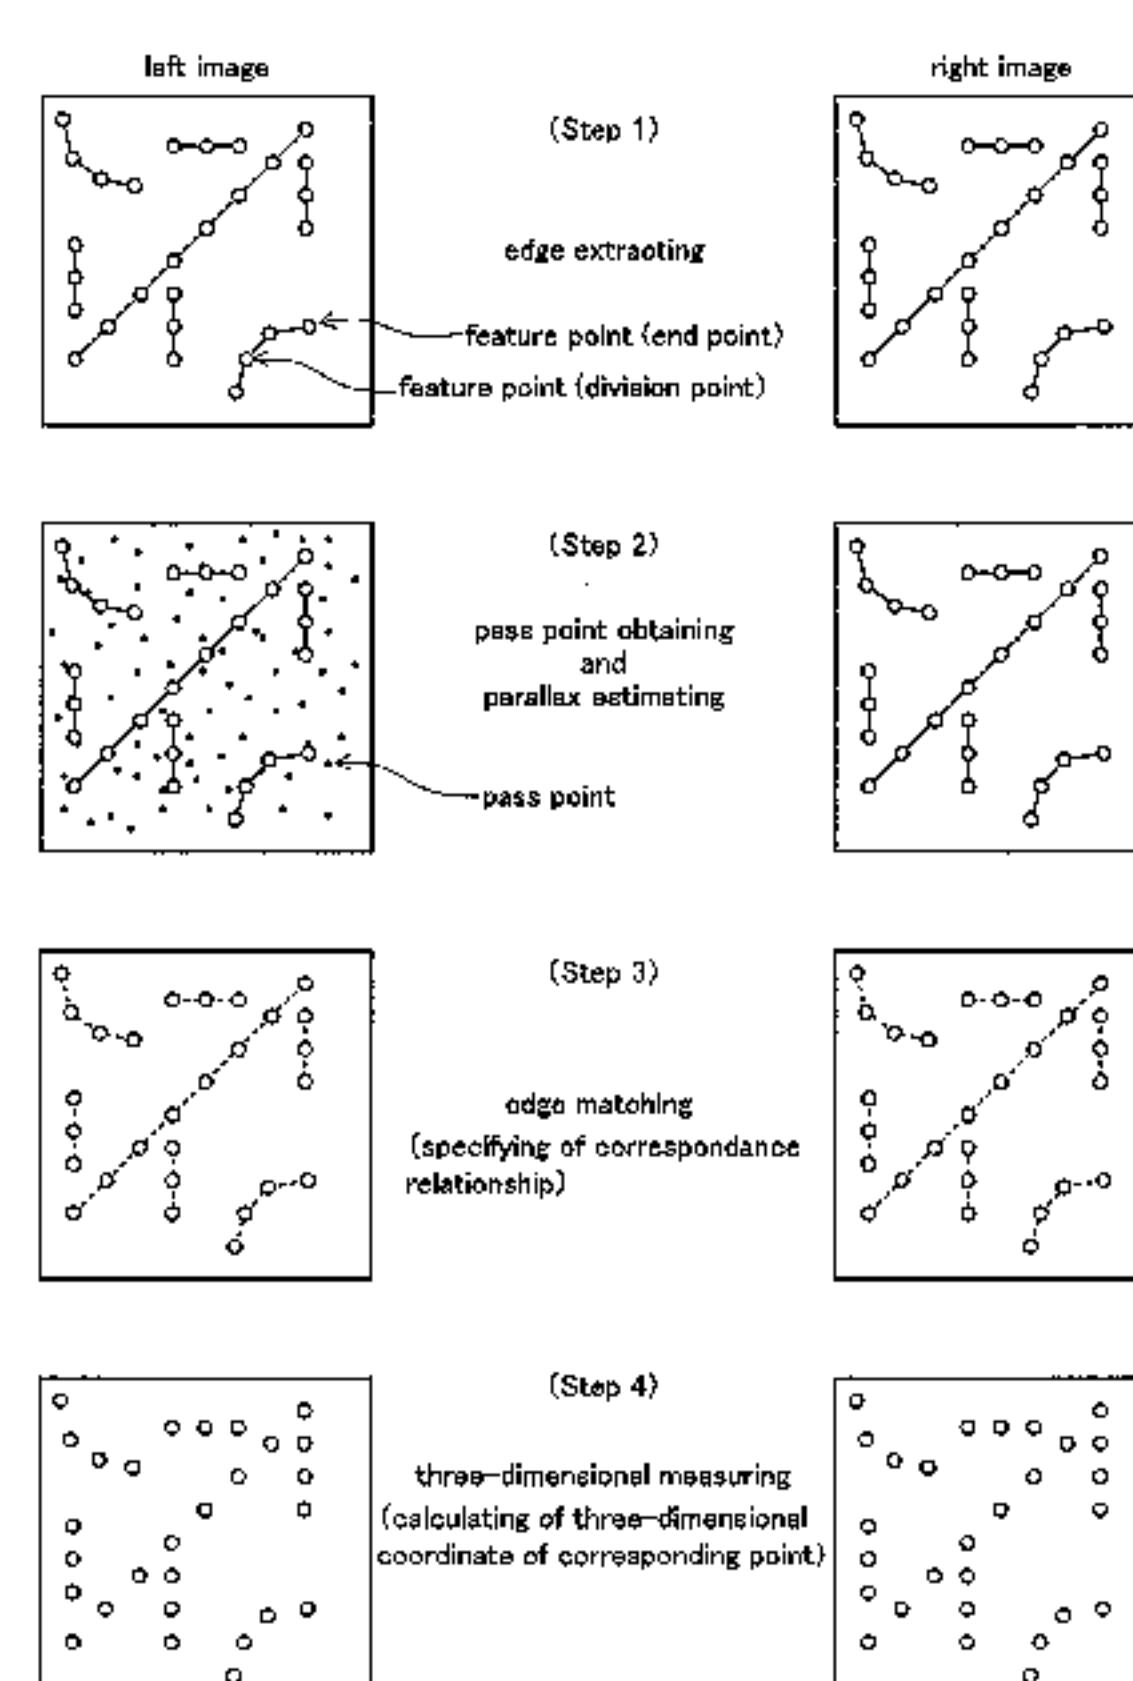 left image
right image
(Step 1)
edge extracting
feature point (end point)
feature point (division point)
(Step 2)
pass point obtaining
and
parallax estimating
pass point
(Step 3)
edge matching
(specifying of correspondance
relationship)
(Step 4)
three-dimensional measuring
(calculating of three-dimensional
coordinate of corresponding point)